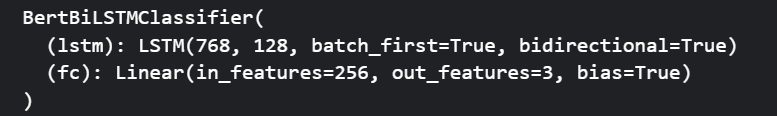 BertBiLSTMClassifier(
  (lstm): LSTM(768, 128, batch_first=True, bidirectional=True)
  (fc): Linear(in_features=256, out_features=3, bias=True)
)